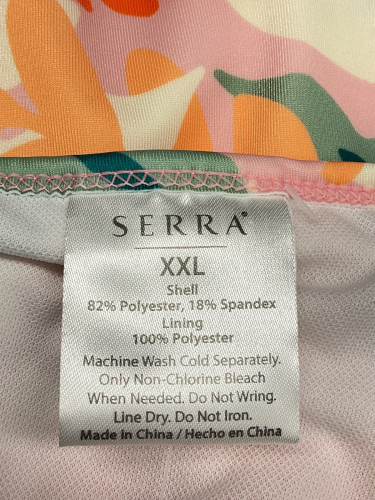 SERRA®
XXL
Shell
82% Polyester, 18% Spandex
Lining
100% Polyester
Machine Wash Cold Separately.
Only Non-Chlorine Bleach
When Needed. Do Not Wring.
Line Dry. Do Not Iron.
Made in China / Hecho en China